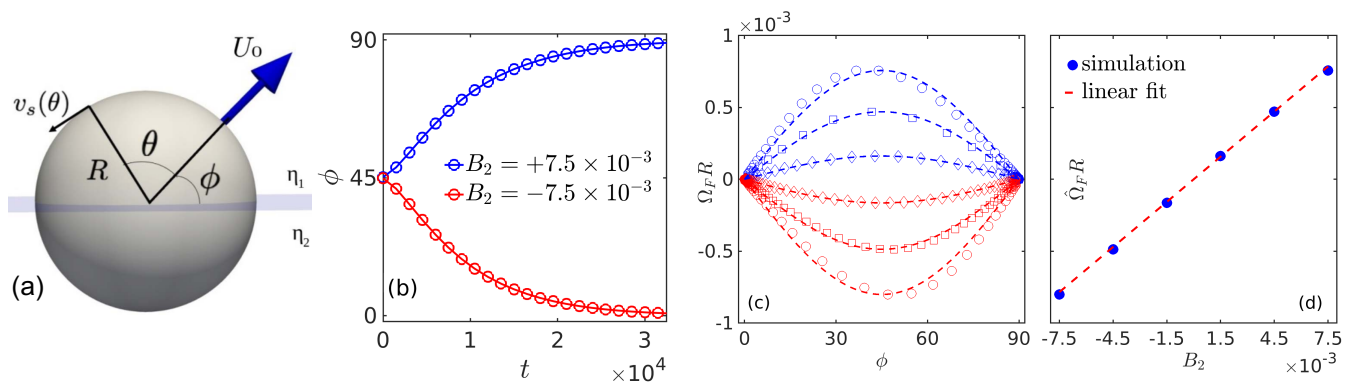 U₀
v_s(θ)
θ
R
ϕ
η₁
η₂
(a)
90
45
0
ϕ
B₂ = +7.5 × 10⁻³
B₂ = −7.5 × 10⁻³
(b)
0 1 2 3
t
×10⁴
×10⁻³
1
0.5
0
-0.5
-1
Ω_F R
(c)
0 30 60 90
ϕ
simulation
linear fit
Ω̂_F R
(d)
-7.5 -4.5 -1.5 1.5 4.5 7.5
B₂
×10⁻³